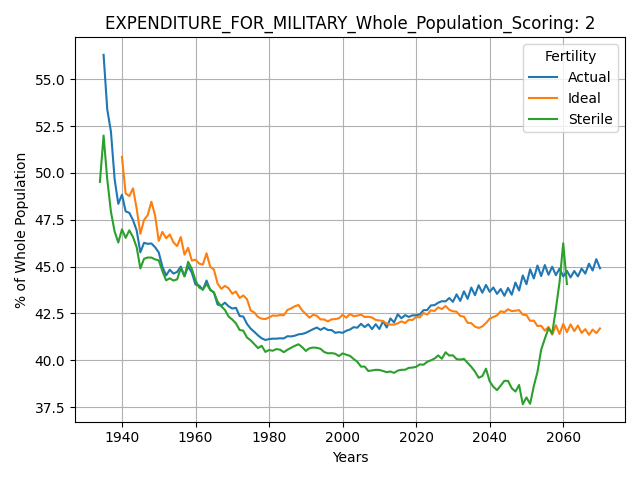 EXPENDITURE_FOR_MILITARY_Whole_Population_Scoring: 2
Fertility
Actual
Ideal
Sterile
% of Whole Population
55.0
52.5
50.0
47.5
45.0
42.5
40.0
37.5
1940
1960
1980
2000
2020
2040
2060
Years